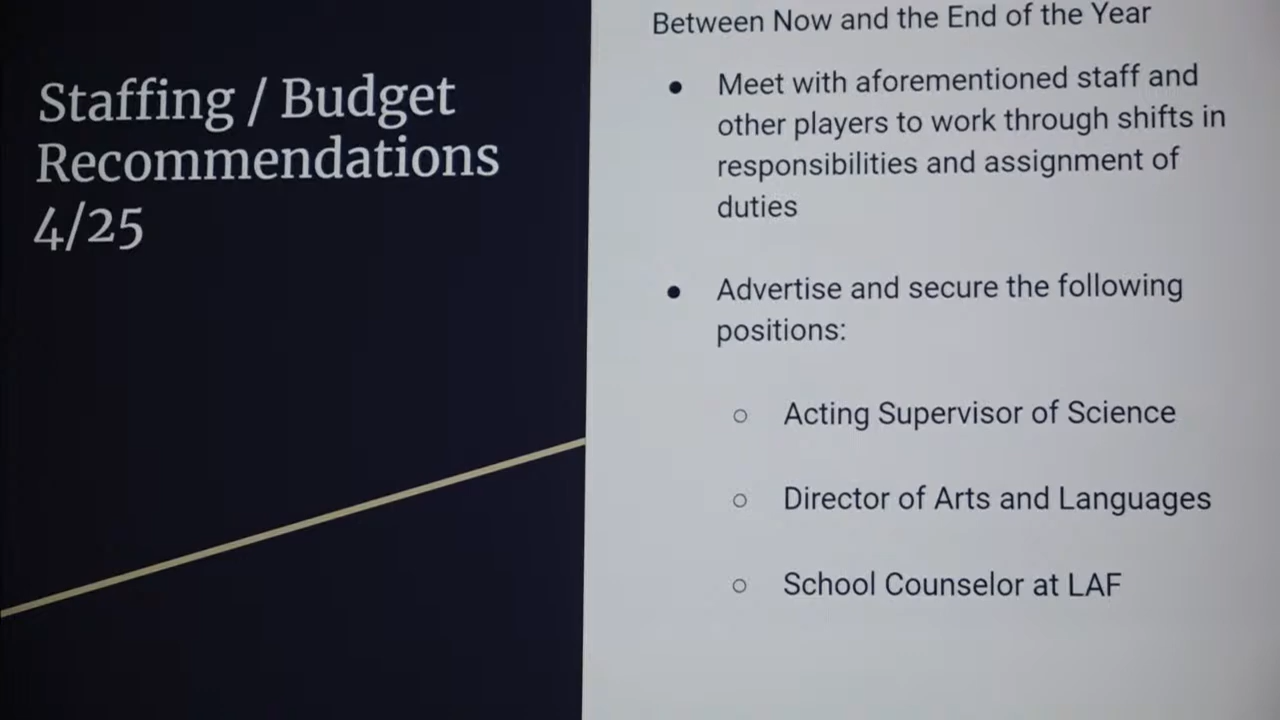 Staffing / Budget
Recommendations
4/25
Between Now and the End of the Year
● Meet with aforementioned staff and
other players to work through shifts in
responsibilities and assignment of
duties
● Advertise and secure the following
positions:
○ Acting Supervisor of Science
○ Director of Arts and Languages
○ School Counselor at LAF